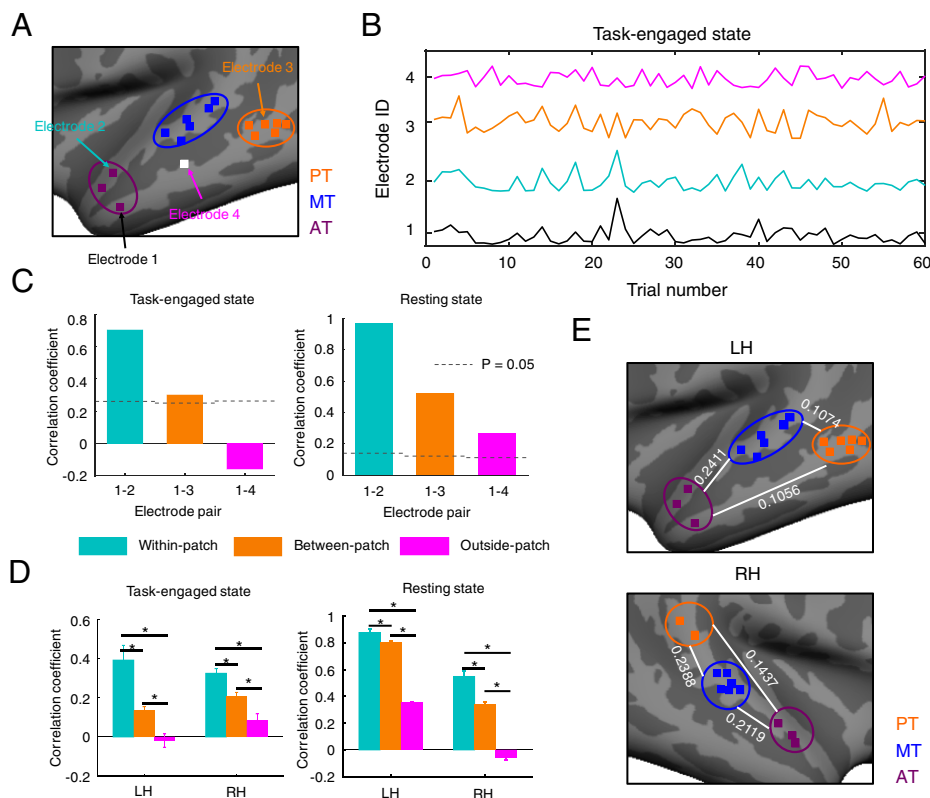 A
Electrode 3
Electrode 2
Electrode 4
Electrode 1
PT
MT
AT
B
Task-engaged state
Electrode ID
4
3
2
1
0 10 20 30 40 50 60
Trial number
C
Task-engaged state
Correlation coefficient
0.8
0.6
0.4
0.2
0
-0.2
1-2 1-3 1-4
Electrode pair
Resting state
Correlation coefficient
1
0.8
0.6
0.4
0.2
0
P = 0.05
1-2 1-3 1-4
Electrode pair
Within-patch Between-patch Outside-patch
D
Task-engaged state
Correlation coefficient
0.6
0.4
0.2
0
-0.2
* * * * * *
LH RH
Resting state
Correlation coefficient
1
0.8
0.6
0.4
0.2
0
-0.2
* * * * * *
LH RH
E
LH
0.1074
0.2411
0.1056
RH
0.2388
0.1437
0.2119
PT
MT
AT